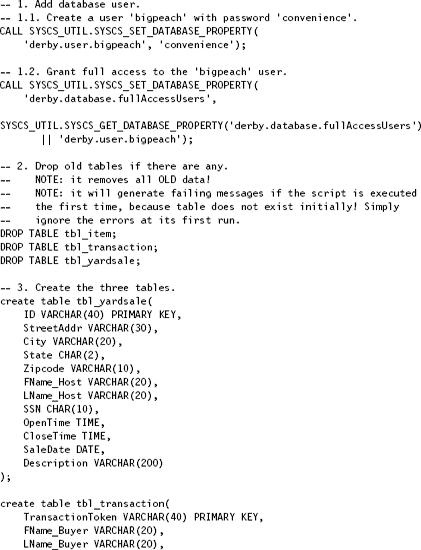 -- 1. Add database user.
-- 1.1. Create a user 'bigpeach' with password 'convenience'.
CALL SYSCS_UTIL.SYSCS_SET_DATABASE_PROPERTY(
    'derby.user.bigpeach', 'convenience');

-- 1.2. Grant full access to the 'bigpeach' user.
CALL SYSCS_UTIL.SYSCS_SET_DATABASE_PROPERTY(
    'derby.database.fullAccessUsers',

SYSCS_UTIL.SYSCS_GET_DATABASE_PROPERTY('derby.database.fullAccessUsers')
      || 'derby.user.bigpeach');

-- 2. Drop old tables if there are any.
--    NOTE: it removes all OLD data!
--    NOTE: it will generate failing messages if the script is executed
--    the first time, because table does not exist initially! Simply
--    ignore the errors at its first run.
DROP TABLE tbl_item;
DROP TABLE tbl_transaction;
DROP TABLE tbl_yardsale;

-- 3. Create the three tables.
create table tbl_yardsale(
    ID VARCHAR(40) PRIMARY KEY,
    StreetAddr VARCHAR(30),
    City VARCHAR(20),
    State CHAR(2),
    Zipcode VARCHAR(10),
    FName_Host VARCHAR(20),
    LName_Host VARCHAR(20),
    SSN CHAR(10),
    OpenTime TIME,
    CloseTime TIME,
    SaleDate DATE,
    Description VARCHAR(200)
);

create table tbl_transaction(
    TransactionToken VARCHAR(40) PRIMARY KEY,
    FName_Buyer VARCHAR(20),
    LName_Buyer VARCHAR(20),